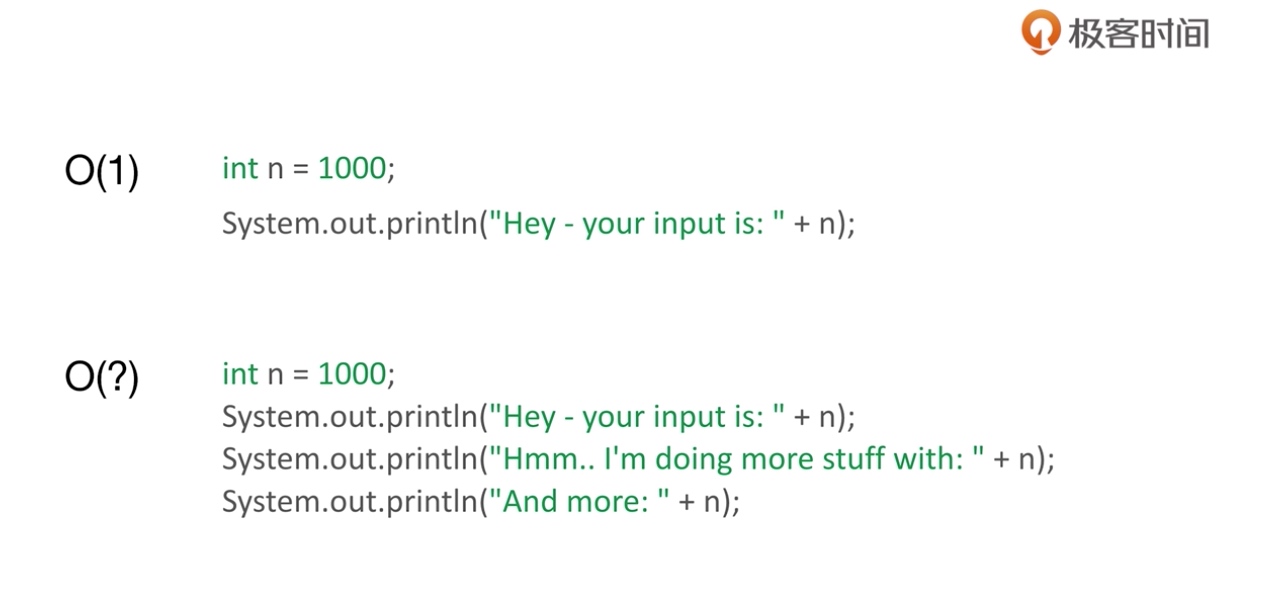 极客时间
O(1) int n = 1000;
System.out.println("Hey - your input is: " + n);
O(?) int n = 1000;
System.out.println("Hey - your input is: " + n);
System.out.println("Hmm.. I'm doing more stuff with: " + n);
System.out.println("And more: " + n);